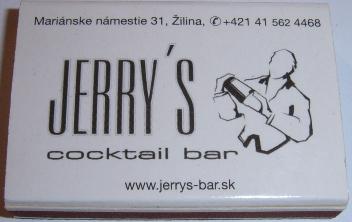 Mariánske námestie 31, Žilina, ✆+421 41 562 4468
JERRY´S
cocktail bar
www.jerrys-bar.sk